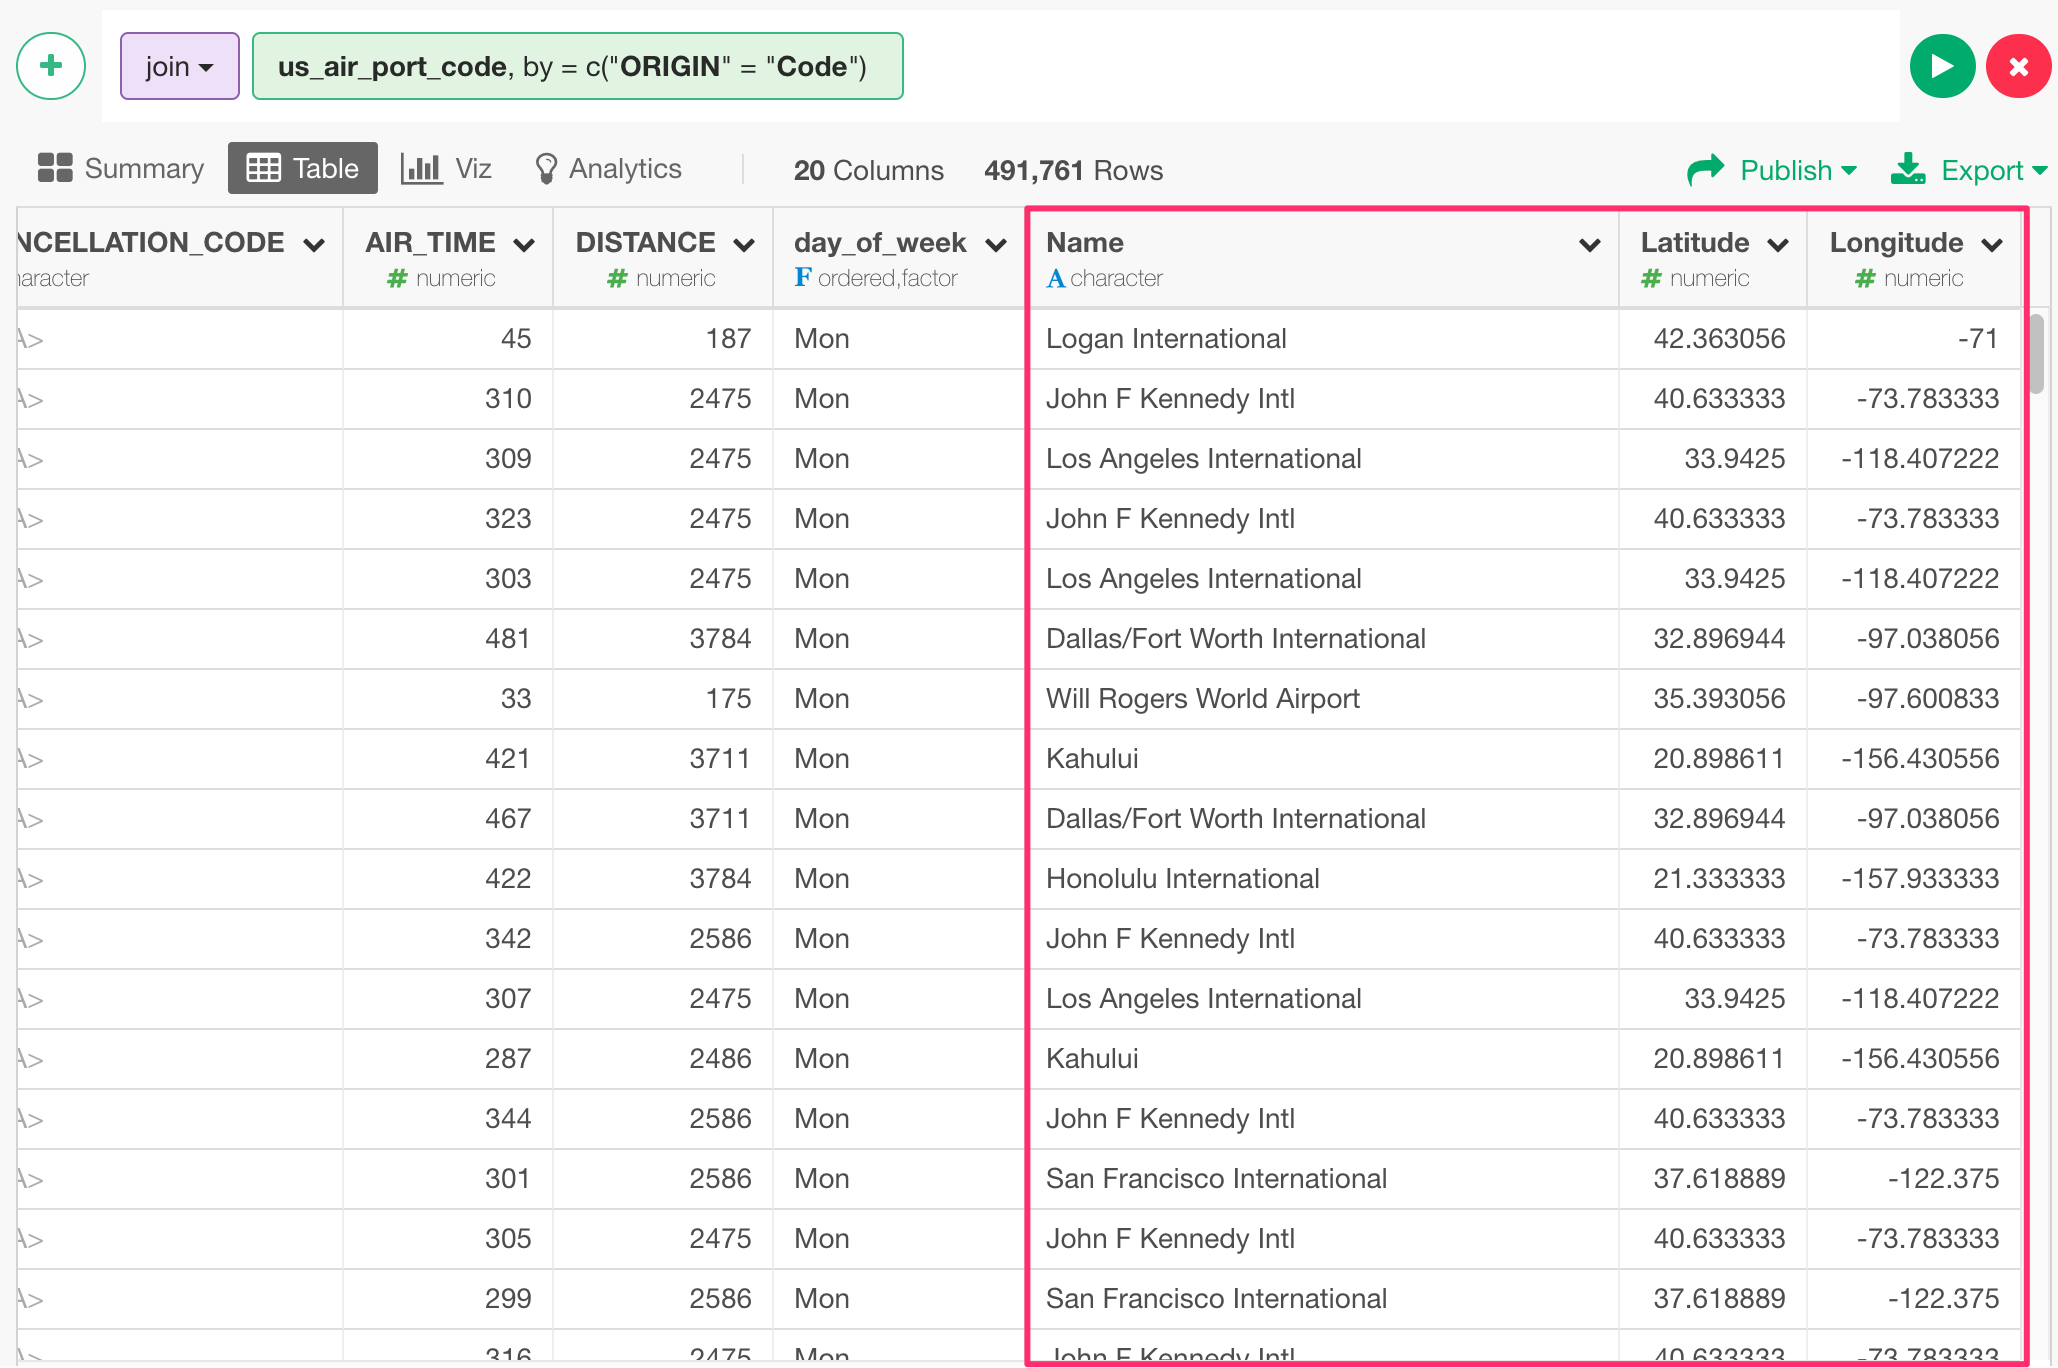 join us_air_port_code, by = c("ORIGIN" = "Code")
Summary Table Viz Analytics 20 Columns 491,761 Rows Publish Export
NCELLATION_CODE AIR_TIME DISTANCE day_of_week Name Latitude Longitude
aracter # numeric # numeric F ordered,factor A character # numeric # numeric
A> 45 187 Mon Logan International 42.363056 -71
A> 310 2475 Mon John F Kennedy Intl 40.633333 -73.783333
A> 309 2475 Mon Los Angeles International 33.9425 -118.407222
A> 323 2475 Mon John F Kennedy Intl 40.633333 -73.783333
A> 303 2475 Mon Los Angeles International 33.9425 -118.407222
A> 481 3784 Mon Dallas/Fort Worth International 32.896944 -97.038056
A> 33 175 Mon Will Rogers World Airport 35.393056 -97.600833
A> 421 3711 Mon Kahului 20.898611 -156.430556
A> 467 3711 Mon Dallas/Fort Worth International 32.896944 -97.038056
A> 422 3784 Mon Honolulu International 21.333333 -157.933333
A> 342 2586 Mon John F Kennedy Intl 40.633333 -73.783333
A> 307 2475 Mon Los Angeles International 33.9425 -118.407222
A> 287 2486 Mon Kahului 20.898611 -156.430556
A> 344 2586 Mon John F Kennedy Intl 40.633333 -73.783333
A> 301 2586 Mon San Francisco International 37.618889 -122.375
A> 305 2475 Mon John F Kennedy Intl 40.633333 -73.783333
A> 299 2586 Mon San Francisco International 37.618889 -122.375
A> 316 2475 Mon John F Kennedy Intl 40.633333 -73.783333